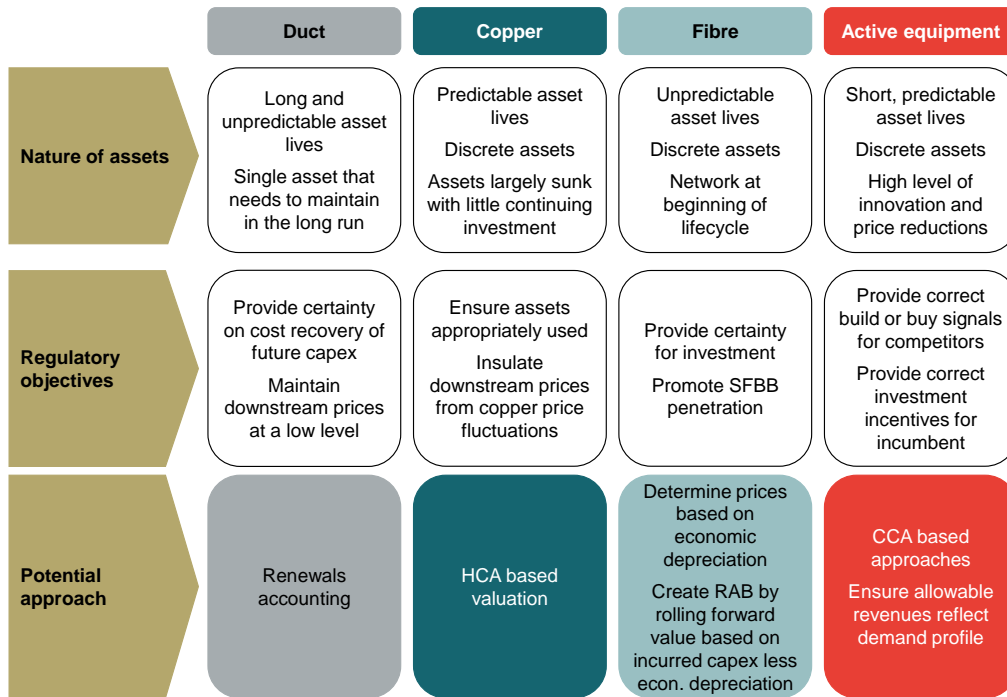 Duct
Copper
Fibre
Active equipment
Nature of assets
Long and
unpredictable asset
lives
Single asset that
needs to maintain
in the long run
Predictable asset
lives
Discrete assets
Assets largely sunk
with little continuing
investment
Unpredictable
asset lives
Discrete assets
Network at
beginning of
lifecycle
Short, predictable
asset lives
Discrete assets
High level of
innovation and
price reductions
Regulatory
objectives
Provide certainty
on cost recovery of
future capex
Maintain
downstream prices
at a low level
Ensure assets
appropriately used
Insulate
downstream prices
from copper price
fluctuations
Provide certainty
for investment
Promote SFBB
penetration
Provide correct
build or buy signals
for competitors
Provide correct
investment
incentives for
incumbent
Potential
approach
Renewals
accounting
HCA based
valuation
Determine prices
based on
economic
depreciation
Create RAB by
rolling forward
value based on
incurred capex less
econ. depreciation
CCA based
approaches
Ensure allowable
revenues reflect
demand profile